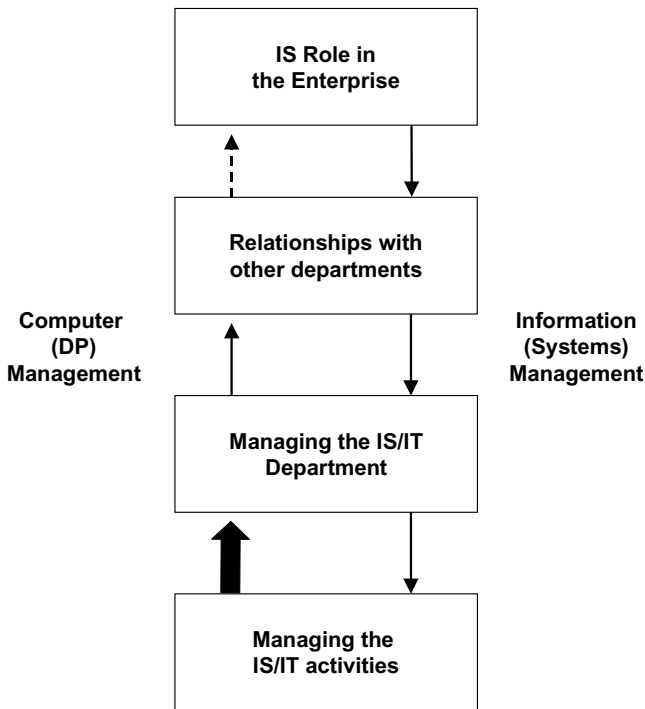 IS Role in
the Enterprise
Relationships with
other departments
Computer
(DP)
Management
Information
(Systems)
Management
Managing the IS/IT
Department
Managing the
IS/IT activities